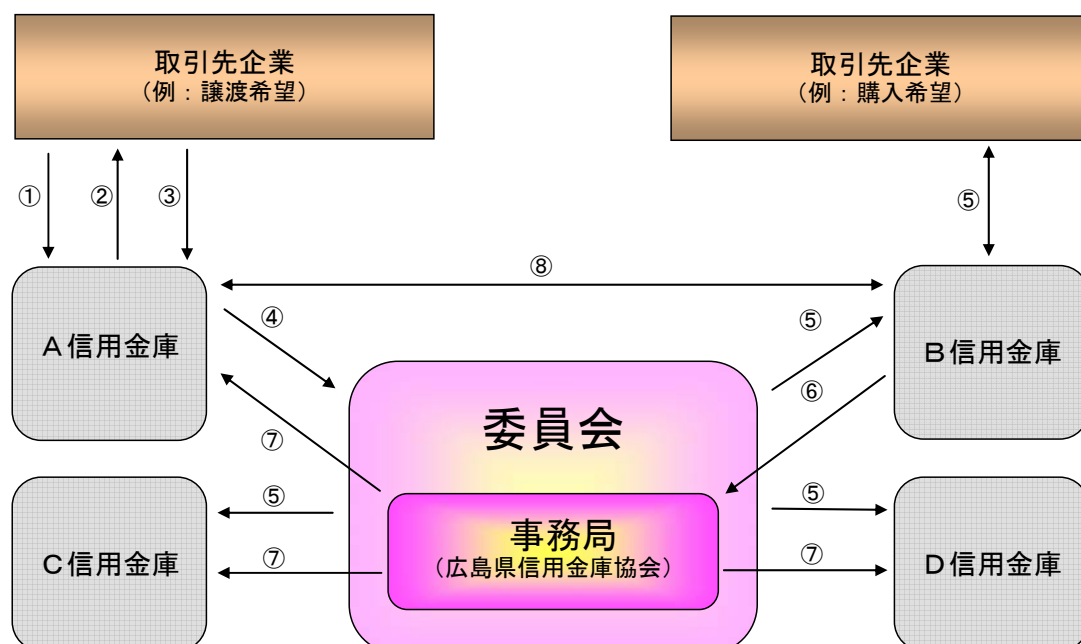 取引先企業
（例：譲渡希望）
取引先企業
（例：購入希望）
①
②
③
⑤
⑧
A信用金庫
④
⑤
B信用金庫
⑥
委員会
⑦
⑤
⑤
C信用金庫
事務局
（広島県信用金庫協会）
D信用金庫
⑦
⑦